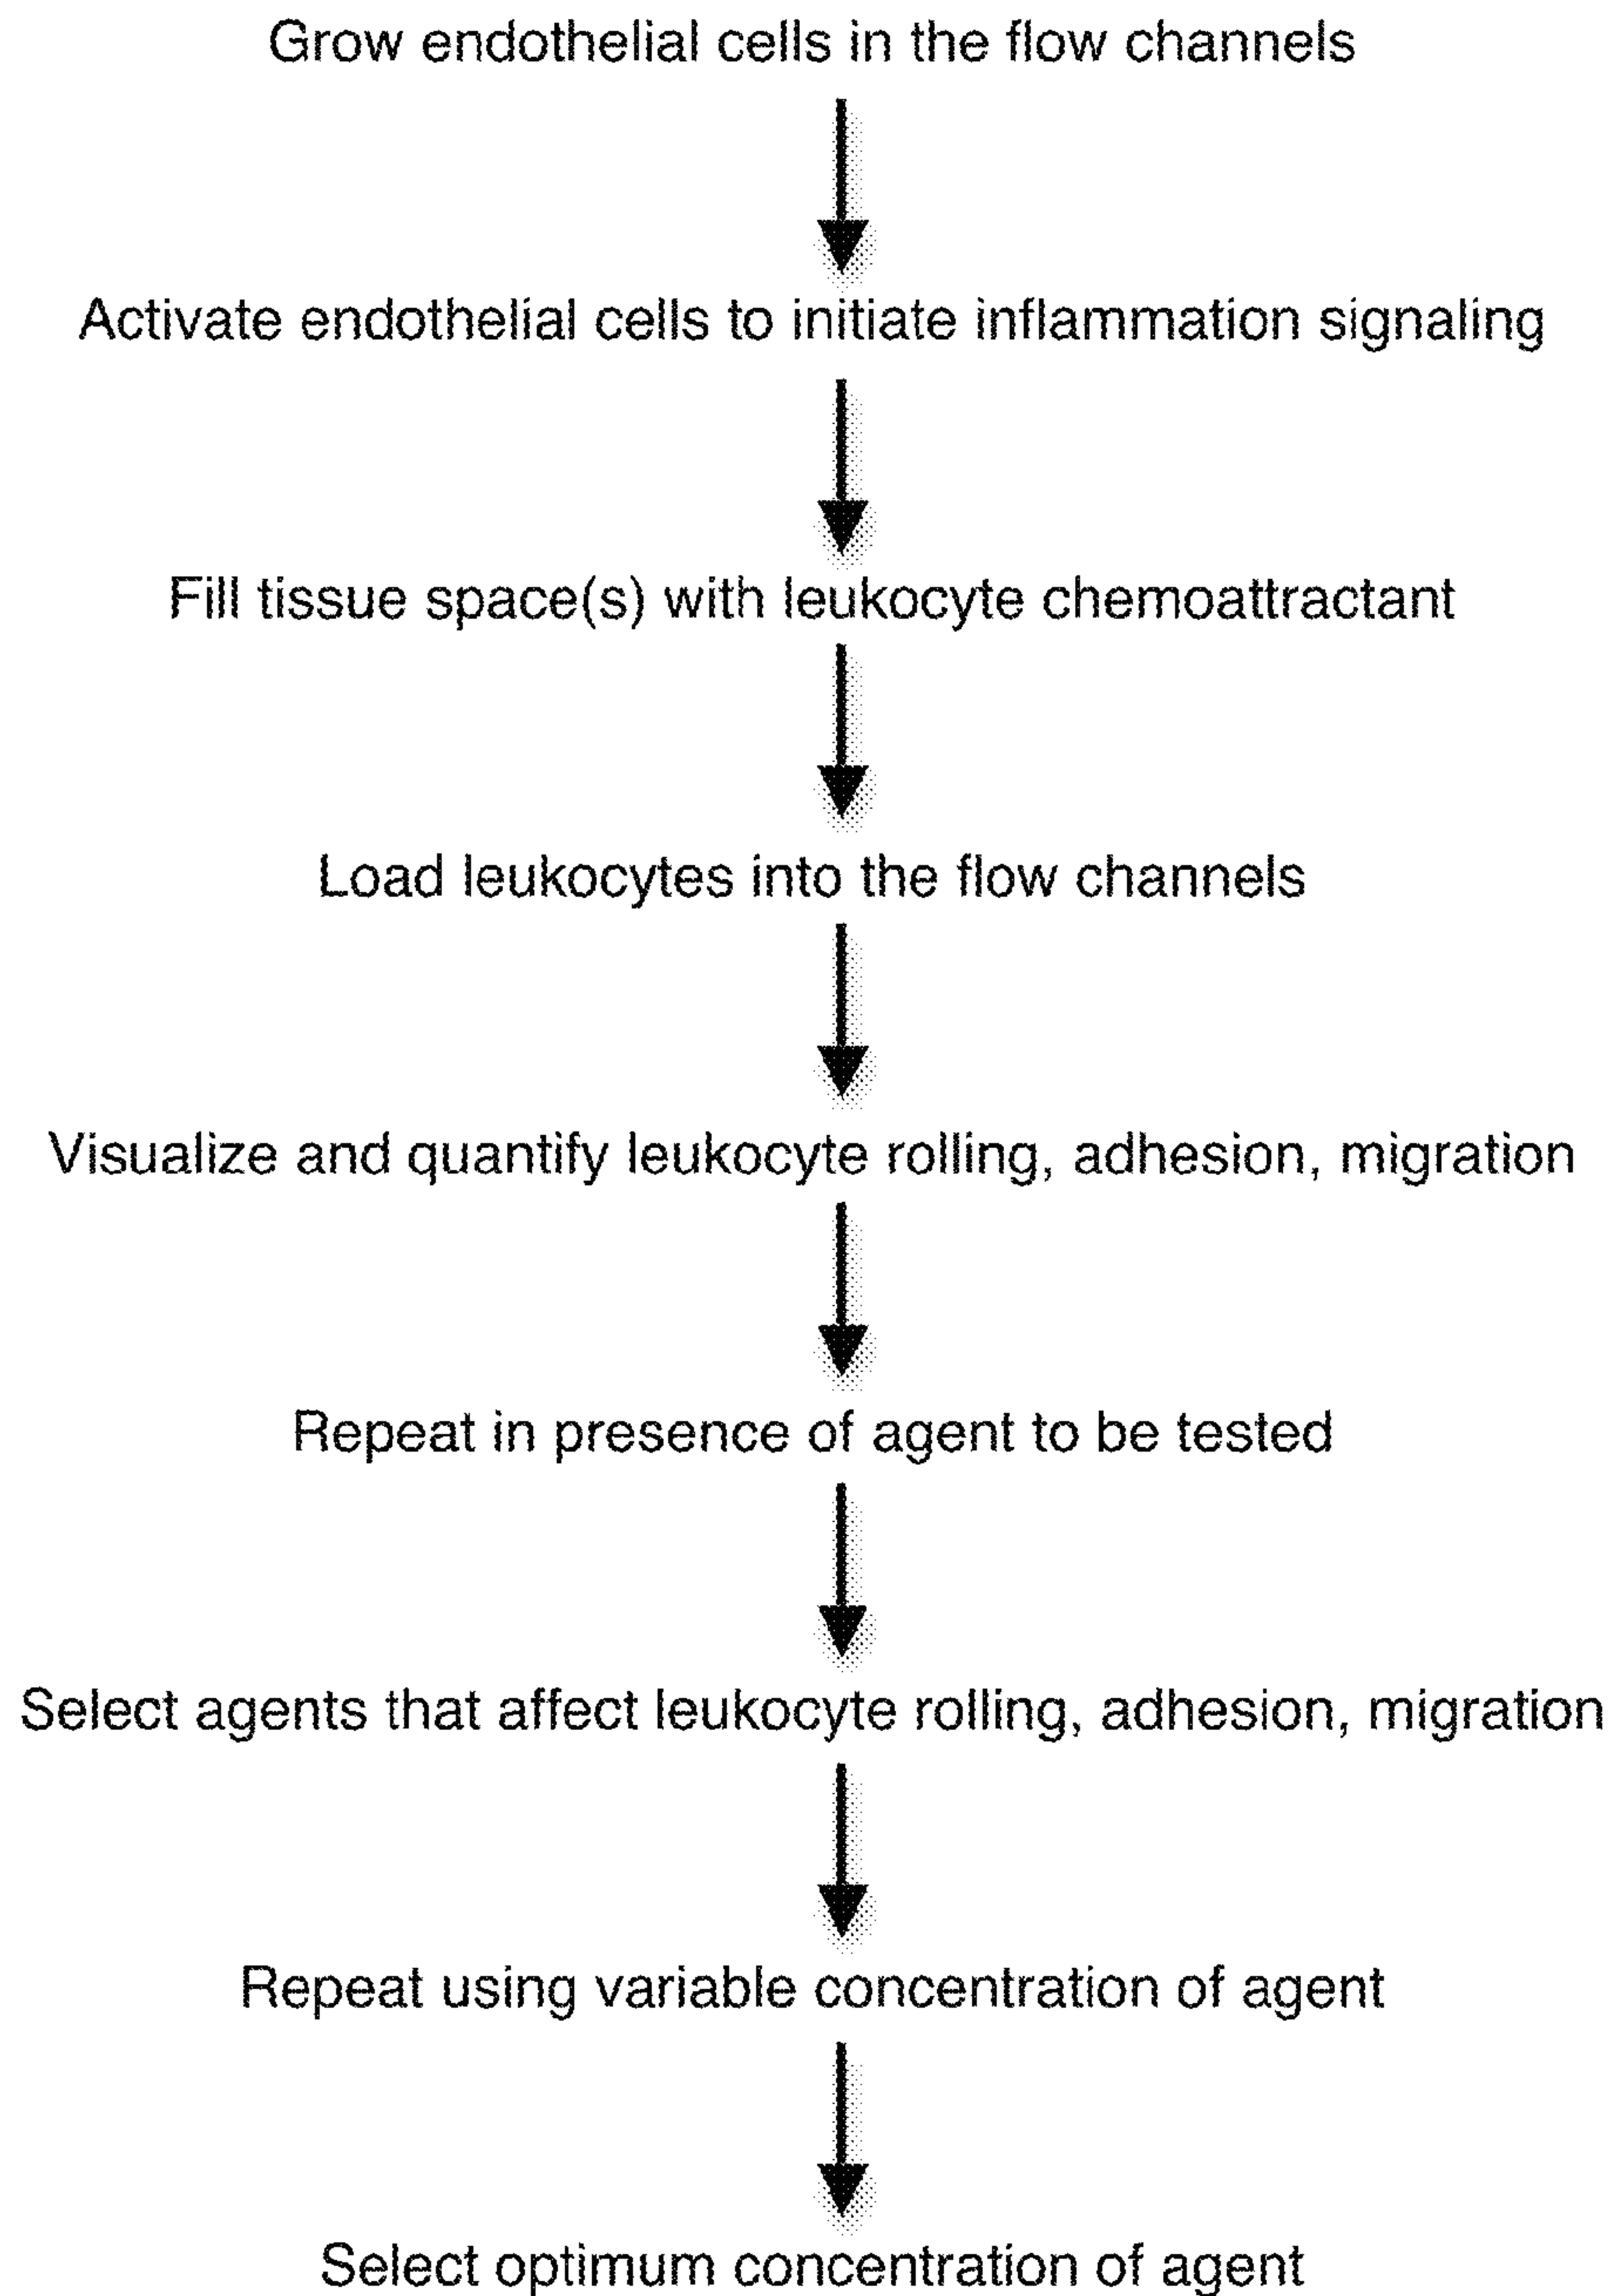 Grow endothelial cells in the flow channels
Activate endothelial cells to initiate inflammation signaling
Fill tissue space(s) with leukocyte chemoattractant
Load leukocytes into the flow channels
Visualize and quantify leukocyte rolling, adhesion, migration
Repeat in presence of agent to be tested
Select agents that affect leukocyte rolling, adhesion, migration
Repeat using variable concentration of agent
Select optimum concentration of agent